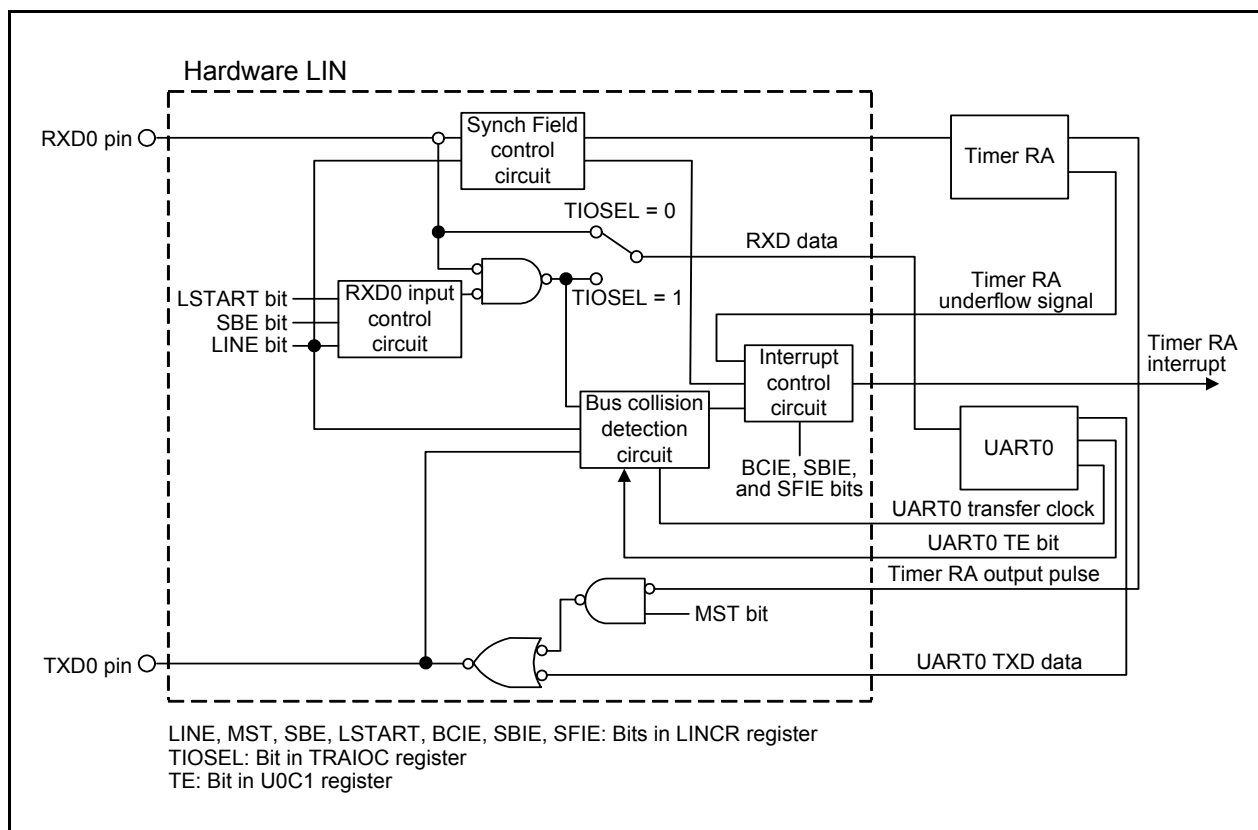 Hardware LIN
RXD0 pin
Synch Field
control
circuit
Timer RA
TIOSEL = 0
RXD data
TIOSEL = 1
Timer RA
underflow signal
LSTART bit
SBE bit
LINE bit
RXD0 input
control
circuit
Interrupt
control
circuit
Timer RA
interrupt
Bus collision
detection
circuit
BCIE, SBIE,
and SFIE bits
UART0
UART0 transfer clock
UART0 TE bit
Timer RA output pulse
MST bit
TXD0 pin
UART0 TXD data
LINE, MST, SBE, LSTART, BCIE, SBIE, SFIE: Bits in LINCR register
TIOSEL: Bit in TRAIOC register
TE: Bit in U0C1 register